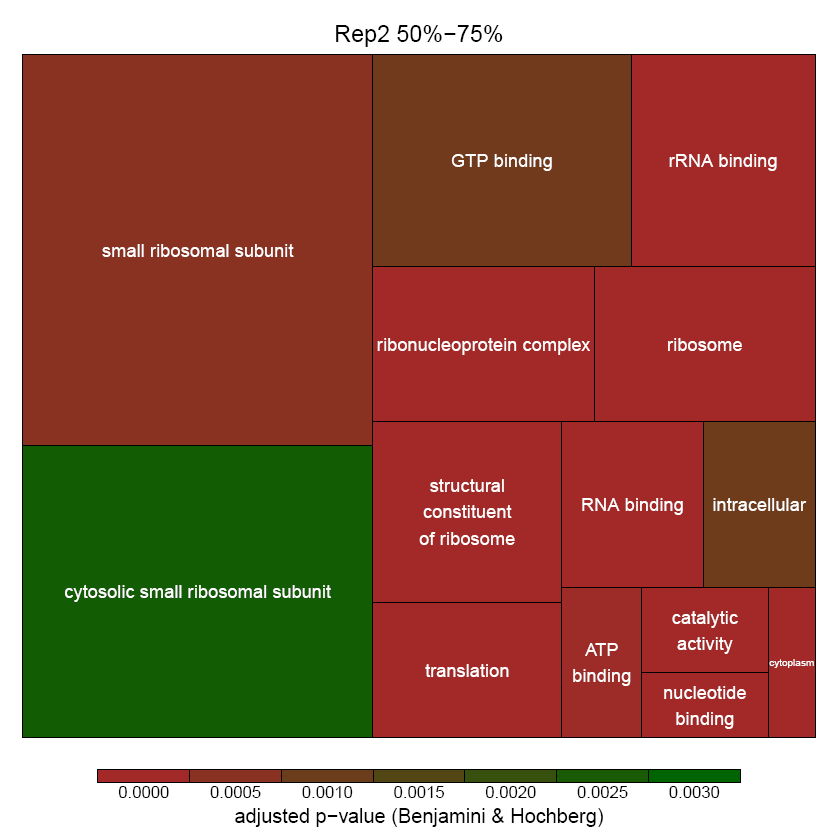 Rep2 50%−75%
small ribosomal subunit
cytosolic small ribosomal subunit
GTP binding
rRNA binding
ribonucleoprotein complex
ribosome
structural
constituent
of ribosome
translation
RNA binding
intracellular
ATP
binding
catalytic
activity
nucleotide
binding
cytoplasm
0.0000 0.0005 0.0010 0.0015 0.0020 0.0025 0.0030
adjusted p−value (Benjamini & Hochberg)